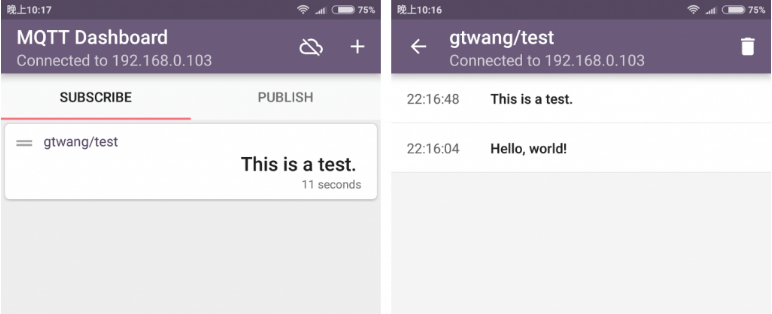 晚上10:17
75%
MQTT Dashboard
Connected to 192.168.0.103
SUBSCRIBE
PUBLISH
gtwang/test
This is a test.
11 seconds
晚上10:16
75%
gtwang/test
Connected to 192.168.0.103
22:16:48 This is a test.
22:16:04 Hello, world!